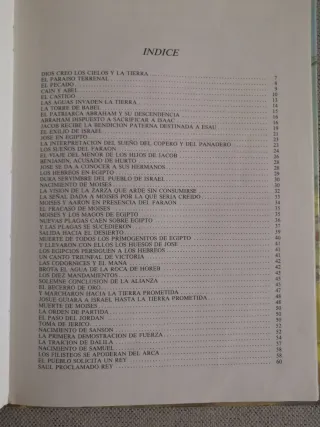 INDICE
DIOS CREO LOS CIELOS Y LA TIERRA
EL PARAISO TERRENAL
EL PECADO
CAIN Y ABEL
EL CASTIGO
LAS AGUAS INVADEN LA TIERRA
LA TORRE DE BABEL
EL PATRIARCA ABRAHAM Y SU DESCENDENCIA
ABRAHAM DISPUESTO A SACRIFICAR A ISAAC
JACOB RECIBE LA BENDICION PATERNA DESTINADA A ESAU
EL EXILIO DE ISRAEL
JOSE EN EGIPTO
LA INTERPRETACION DEL SUEÑO DEL COPERO Y DEL PANADERO
LOS SUEÑOS DEL FARAON
EL VIAJE DEL MENOR DE LOS HIJOS DE JACOB
BENJAMIN, ACUSADO DE HURTO
JOSE SE DA A CONOCER A SUS HERMANOS
LOS HEBREOS EN EGIPTO
DURA SERVIDUMBRE DEL PUEBLO DE ISRAEL
NACIMIENTO DE MOISES
LA VISION DE LA ZARZA QUE ARDE SIN CONSUMIRSE
LA SEÑAL DADA A MOISES POR LA QUE SERIA CREIDO
MOISES Y AARON EN PRESENCIA DEL FARAON
EL FRACASO DE MOISES
MOISES Y LOS MAGOS DE EGIPTO
NUEVAS PLAGAS CAEN SOBRE EGIPTO
Y LAS PLAGAS SE SUCEDIERON
SALIDA HACIA EL DESIERTO
MUERTE DE TODOS LOS PRIMOGENITOS DE EGIPTO
Y LLEVARON CON ELLOS LOS HUESOS DE JOSE
LOS EGIPCIOS PERSIGUEN A LOS HEBREOS
UN CANTO TRIUNFAL DE VICTORIA
LAS CODORNICES Y EL MANA
BROTA EL AGUA DE LA ROCA DE HOREB
LOS DIEZ MANDAMIENTOS
SOLEMNE CONCLUSION DE LA ALIANZA
EL BECERRO DE ORO
Y MARCHARON HACIA LA TIERRA PROMETIDA
JOSUE GUIARA A ISRAEL HASTA LA TIERRA PROMETIDA
MUERTE DE MOISES
LA ORDEN DE PARTIDA
EL PASO DEL JORDAN
TOMA DE JERICO
NACIMIENTO DE SANSON
LA PRIMERA DEMOSTRACION DE FUERZA
LA TRAICION DE DALILA
NACIMIENTO DE SAMUEL
LOS FILISTEOS SE APODERAN DEL ARCA
EL PUEBLO SOLICITA UN REY
SAUL PROCLAMADO REY 60